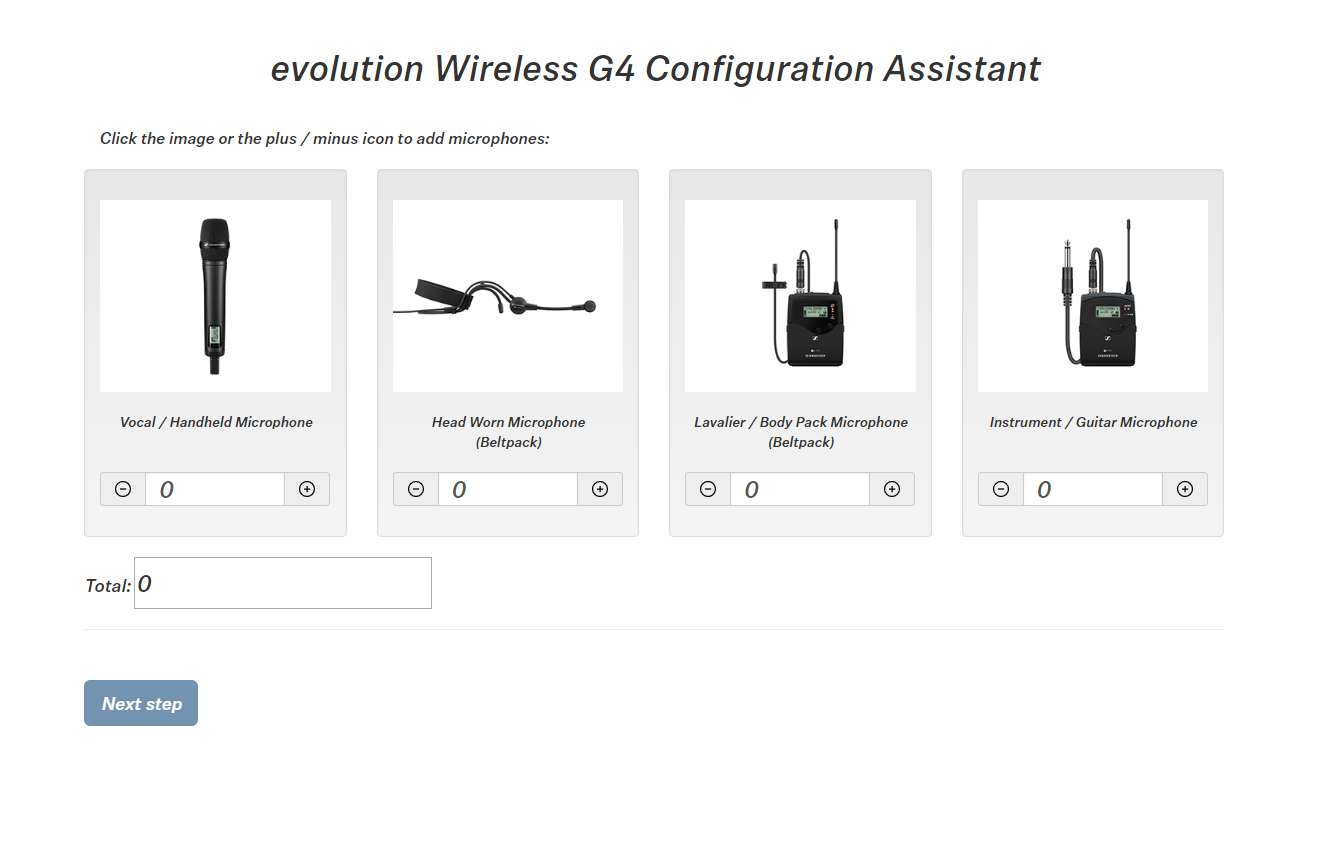 evolution Wireless G4 Configuration Assistant
Click the image or the plus / minus icon to add microphones:
Vocal / Handheld Microphone
0
Head Worn Microphone
(Beltpack)
0
Lavalier / Body Pack Microphone
(Beltpack)
0
Instrument / Guitar Microphone
0
Total: 0
Next step